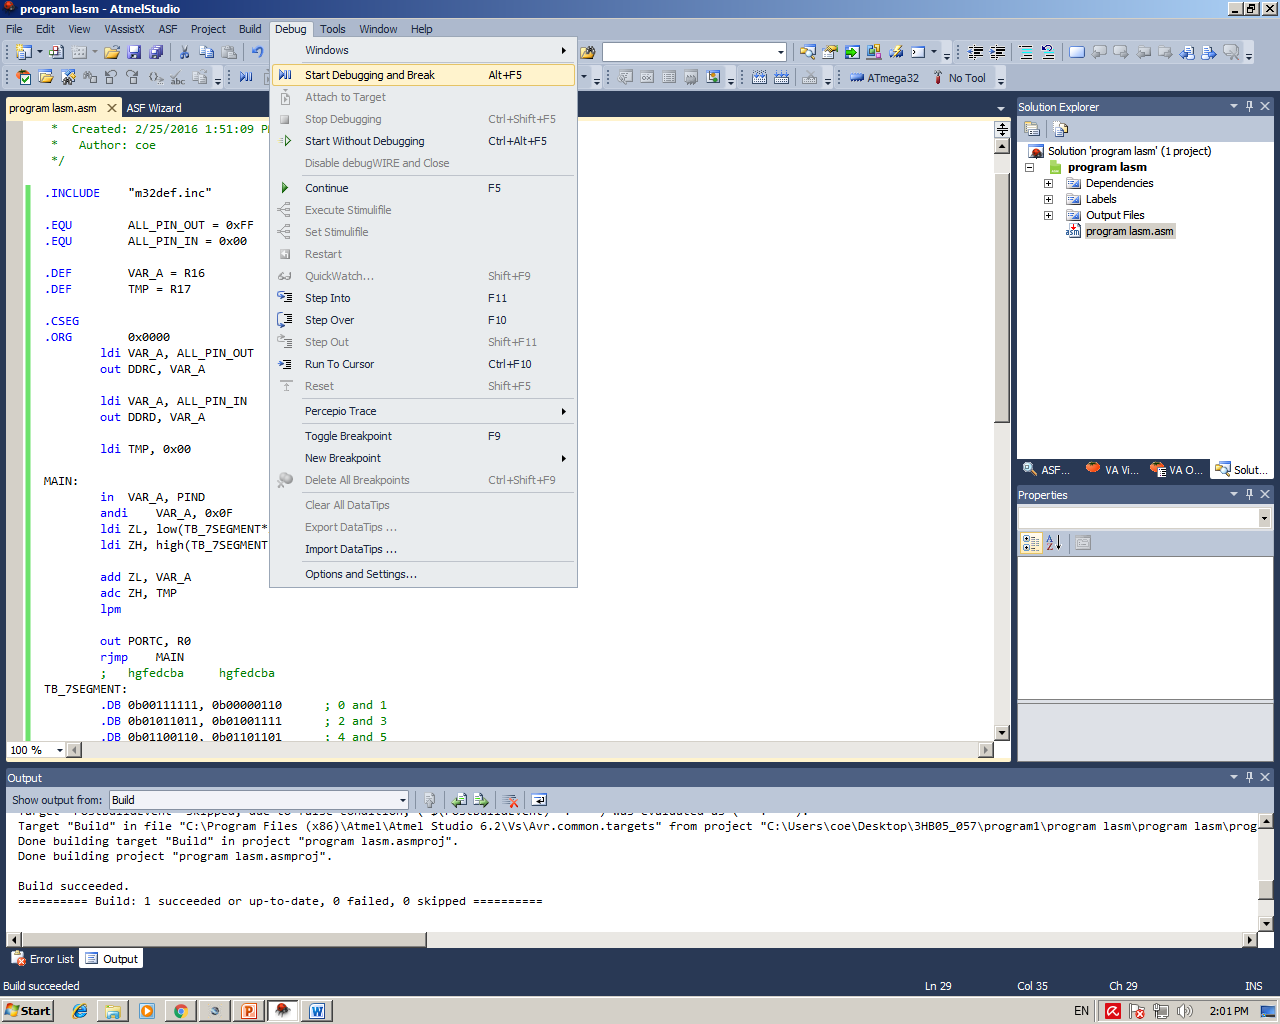 program lasm - AtmelStudio
File Edit View VAssistX ASF Project Build Debug Tools Window Help
ATmega32 No Tool
program lasm.asm ASF Wizard
* Created: 2/25/2016 1:51:09 P
* Author: coe
*/
.INCLUDE "m32def.inc"
.EQU ALL_PIN_OUT = 0xFF
.EQU ALL_PIN_IN = 0x00
.DEF VAR_A = R16
.DEF TMP = R17
.CSEG
.ORG 0x0000
ldi VAR_A, ALL_PIN_OUT
out DDRC, VAR_A
ldi VAR_A, ALL_PIN_IN
out DDRD, VAR_A
ldi TMP, 0x00
MAIN:
in VAR_A, PIND
andi VAR_A, 0x0F
ldi ZL, low(TB_7SEGMENT*
ldi ZH, high(TB_7SEGMENT
add ZL, VAR_A
adc ZH, TMP
lpm
out PORTC, R0
rjmp MAIN
; hgfedcba hgfedcba
TB_7SEGMENT:
.DB 0b00111111, 0b00000110 ; 0 and 1
.DB 0b01011011, 0b01001111 ; 2 and 3
.DB 0b01100110, 0b01101101 ; 4 and 5
100 %
Windows
Start Debugging and Break Alt+F5
Attach to Target
Stop Debugging Ctrl+Shift+F5
Start Without Debugging Ctrl+Alt+F5
Disable debugWIRE and Close
Continue F5
Execute Stimulifile
Set Stimulifile
Restart
QuickWatch... Shift+F9
Step Into F11
Step Over F10
Step Out Shift+F11
Run To Cursor Ctrl+F10
Reset Shift+F5
Percepio Trace
Toggle Breakpoint F9
New Breakpoint
Delete All Breakpoints Ctrl+Shift+F9
Clear All DataTips
Export DataTips ...
Import DataTips ...
Options and Settings...
Solution Explorer
Solution 'program lasm' (1 project)
program lasm
Dependencies
Labels
Output Files
program lasm.asm
ASF... VA Vi... VA O... Solut...
Properties
Output
Show output from: Build
Target "PostBuildEvent" skipped, due to false condition; ('$(PostBuildEvent)' != '') was evaluated as ('' != '').
Target "Build" in file "C:\Program Files (x86)\Atmel\Atmel Studio 6.2\Vs\Avr.common.targets" from project "C:\Users\coe\Desktop\3HB05_057\program1\program lasm\program lasm\prog
Done building target "Build" in project "program lasm.asmproj".
Done building project "program lasm.asmproj".
Build succeeded.
========== Build: 1 succeeded or up-to-date, 0 failed, 0 skipped ==========
Error List Output
Build succeeded Ln 29 Col 35 Ch 29 INS
Start EN 2:01 PM